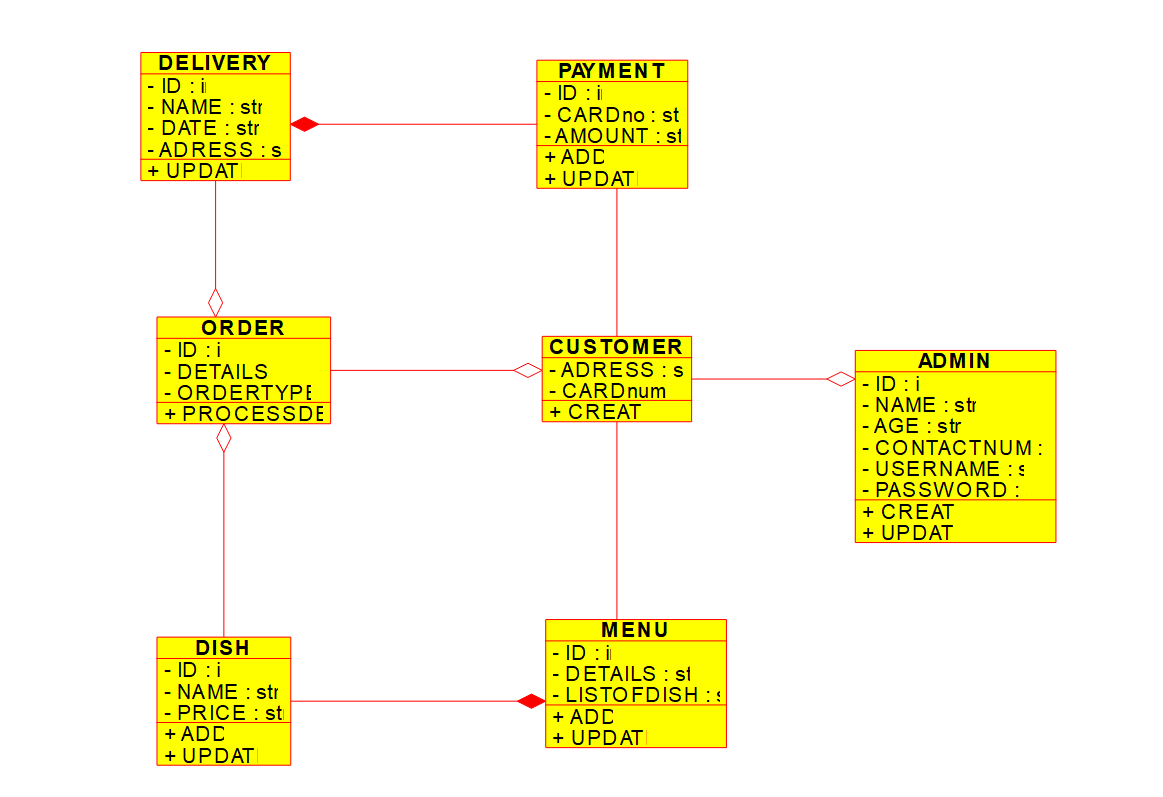 DELIVERY
- ID : i
- NAME : str
- DATE : str
- ADRESS : s
+ UPDAT
PAYMENT
- ID : i
- CARDno : st
- AMOUNT : st
+ ADD
+ UPDAT
ORDER
- ID : i
- DETAILS
- ORDERTYPE
+ PROCESSDE
CUSTOMER
- ADRESS : s
- CARDnum
+ CREAT
ADMIN
- ID : i
- NAME : str
- AGE : str
- CONTACTNUM :
- USERNAME : s
- PASSWORD :
+ CREAT
+ UPDAT
DISH
- ID : i
- NAME : str
- PRICE : st
+ ADD
+ UPDAT
MENU
- ID : i
- DETAILS : st
- LISTOFDISH : s
+ ADD
+ UPDAT